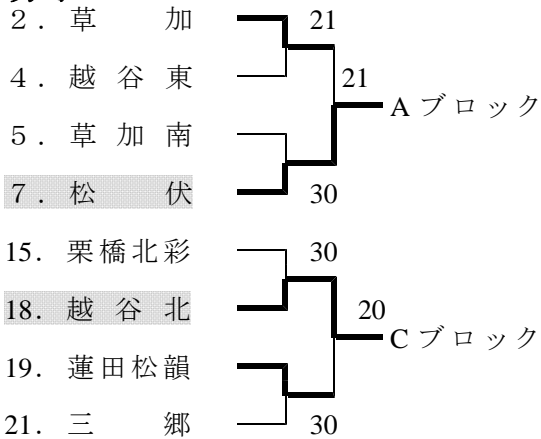 2. 草 加 21
4. 越 谷 東
21
Aブロック
5. 草 加 南
7. 松 伏 30
15. 栗橋北彩 30
18. 越 谷 北
20
Cブロック
19. 蓮田松韻
21. 三 郷 30